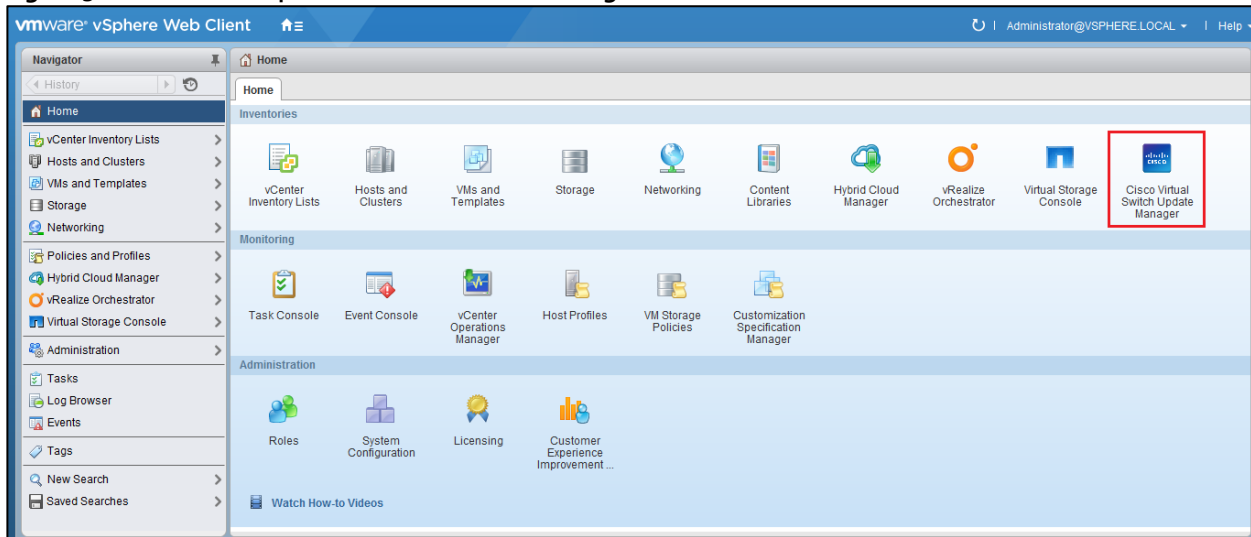 vmware® vSphere Web Client
Administrator@VSPHERE.LOCAL
Help
Navigator
History
Home
vCenter Inventory Lists
Hosts and Clusters
VMs and Templates
Storage
Networking
Policies and Profiles
Hybrid Cloud Manager
vRealize Orchestrator
Virtual Storage Console
Administration
Tasks
Log Browser
Events
Tags
New Search
Saved Searches
Home
Home
Inventories
vCenter
Inventory Lists
Hosts and
Clusters
VMs and
Templates
Storage
Networking
Content
Libraries
Hybrid Cloud
Manager
vRealize
Orchestrator
Virtual Storage
Console
CISCO
Cisco Virtual
Switch Update
Manager
Monitoring
Task Console
Event Console
vCenter
Operations
Manager
Host Profiles
VM Storage
Policies
Customization
Specification
Manager
Administration
Roles
System
Configuration
Licensing
Customer
Experience
Improvement ...
Watch How-to Videos